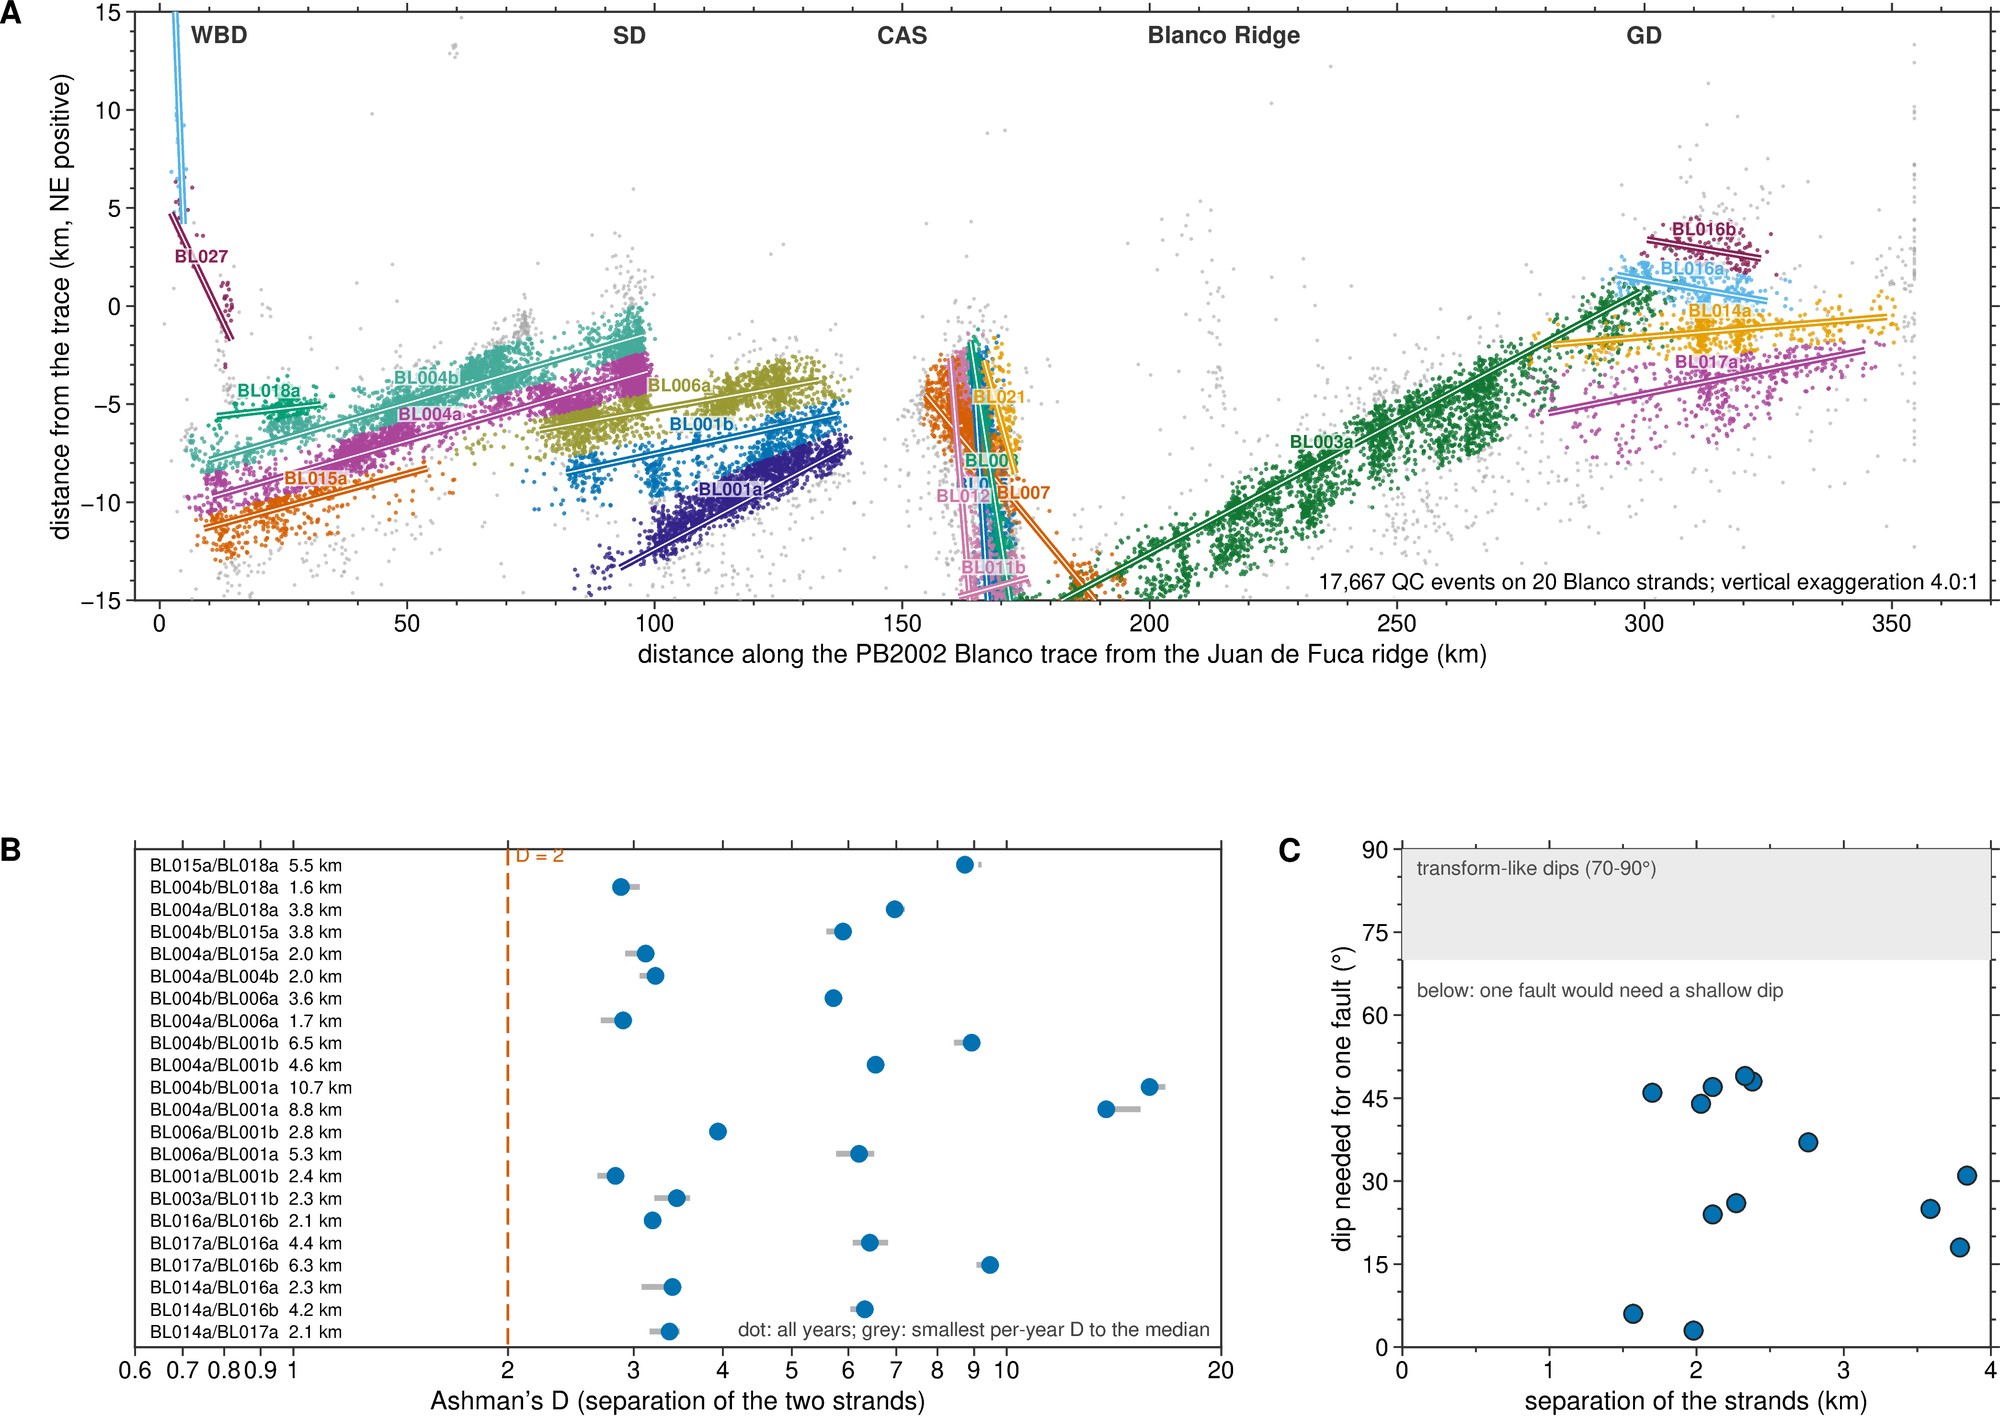 A
WBD
SD
CAS
Blanco Ridge
GD
15
10
5
0
−5
−10
−15
distance from the trace (km, NE positive)
BL027
BL018a
BL004b
BL004a
BL015a
BL006a
BL001b
BL001a
BL021
BL012
BL007
BL011b
BL003a
BL016b
BL016a
BL014a
BL017a
17,667 QC events on 20 Blanco strands; vertical exaggeration 4.0:1
0 50 100 150 200 250 300 350
distance along the PB2002 Blanco trace from the Juan de Fuca ridge (km)
B
D = 2
BL015a/BL018a 5.5 km
BL004b/BL018a 1.6 km
BL004a/BL018a 3.8 km
BL004b/BL015a 3.8 km
BL004a/BL015a 2.0 km
BL004a/BL004b 2.0 km
BL004b/BL006a 3.6 km
BL004a/BL006a 1.7 km
BL004b/BL001b 6.5 km
BL004a/BL001b 4.6 km
BL004b/BL001a 10.7 km
BL004a/BL001a 8.8 km
BL006a/BL001b 2.8 km
BL006a/BL001a 5.3 km
BL001a/BL001b 2.4 km
BL003a/BL011b 2.3 km
BL016a/BL016b 2.1 km
BL017a/BL016a 4.4 km
BL017a/BL016b 6.3 km
BL014a/BL016a 2.3 km
BL014a/BL016b 4.2 km
BL014a/BL017a 2.1 km
dot: all years; grey: smallest per-year D to the median
0.6 0.7 0.8 0.9 1 2 3 4 5 6 7 8 9 10 20
Ashman's D (separation of the two strands)
C
90
75
60
45
30
15
0
dip needed for one fault (°)
transform-like dips (70-90°)
below: one fault would need a shallow dip
0 1 2 3 4
separation of the strands (km)